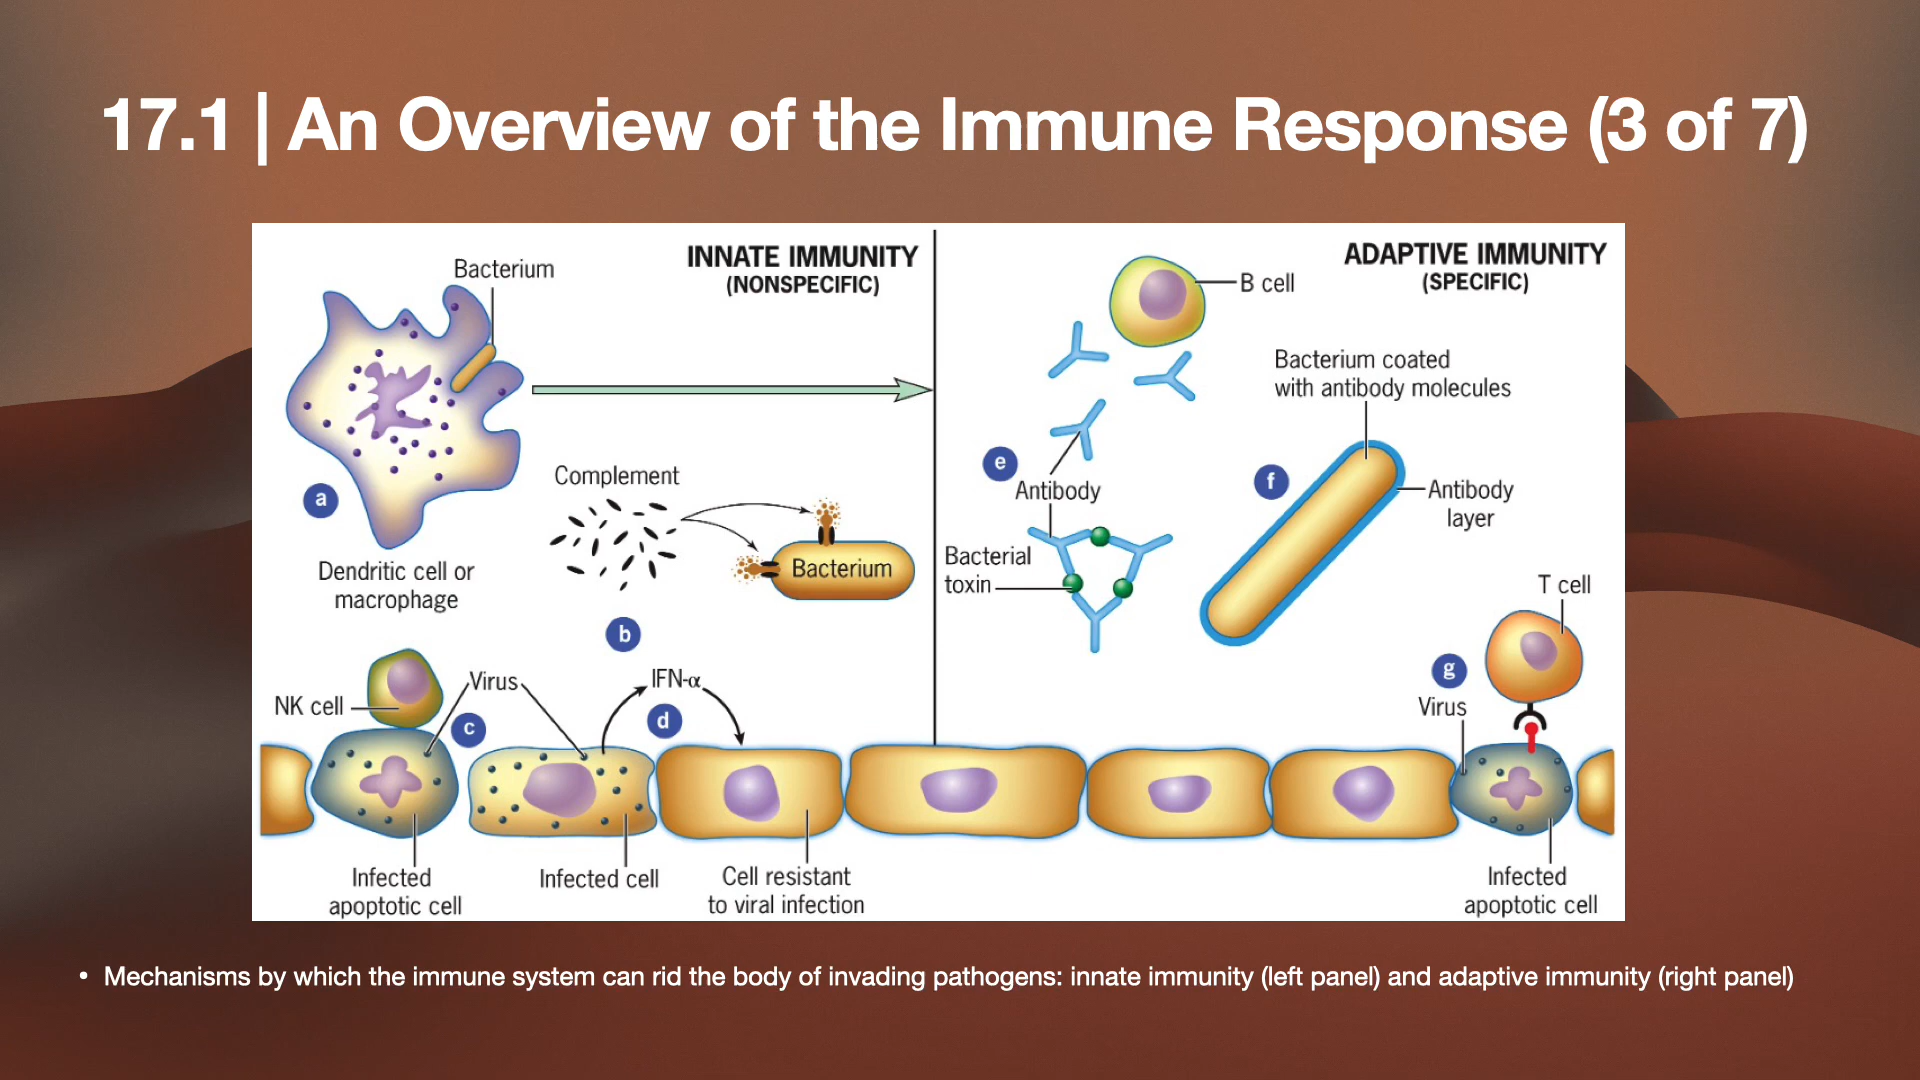 17.1 | An Overview of the Immune Response (3 of 7)
INNATE IMMUNITY
(NONSPECIFIC)
Bacterium
a
Dendritic cell or
macrophage
Complement
Bacterium
b
NK cell
Virus
c
IFN-α
d
Infected
apoptotic cell
Infected cell
Cell resistant
to viral infection
ADAPTIVE IMMUNITY
(SPECIFIC)
B cell
Bacterium coated
with antibody molecules
e
Antibody
f
Antibody
layer
Bacterial
toxin
T cell
g
Virus
Infected
apoptotic cell
• Mechanisms by which the immune system can rid the body of invading pathogens: innate immunity (left panel) and adaptive immunity (right panel)